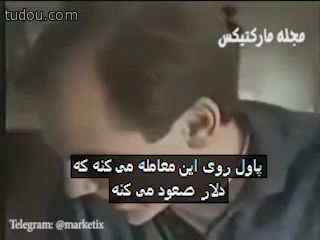 tudou.com
مجله مارکتیکس
پاول روی این معامله می کنه که
دلار صعود می کنه
Telegram: @marketix